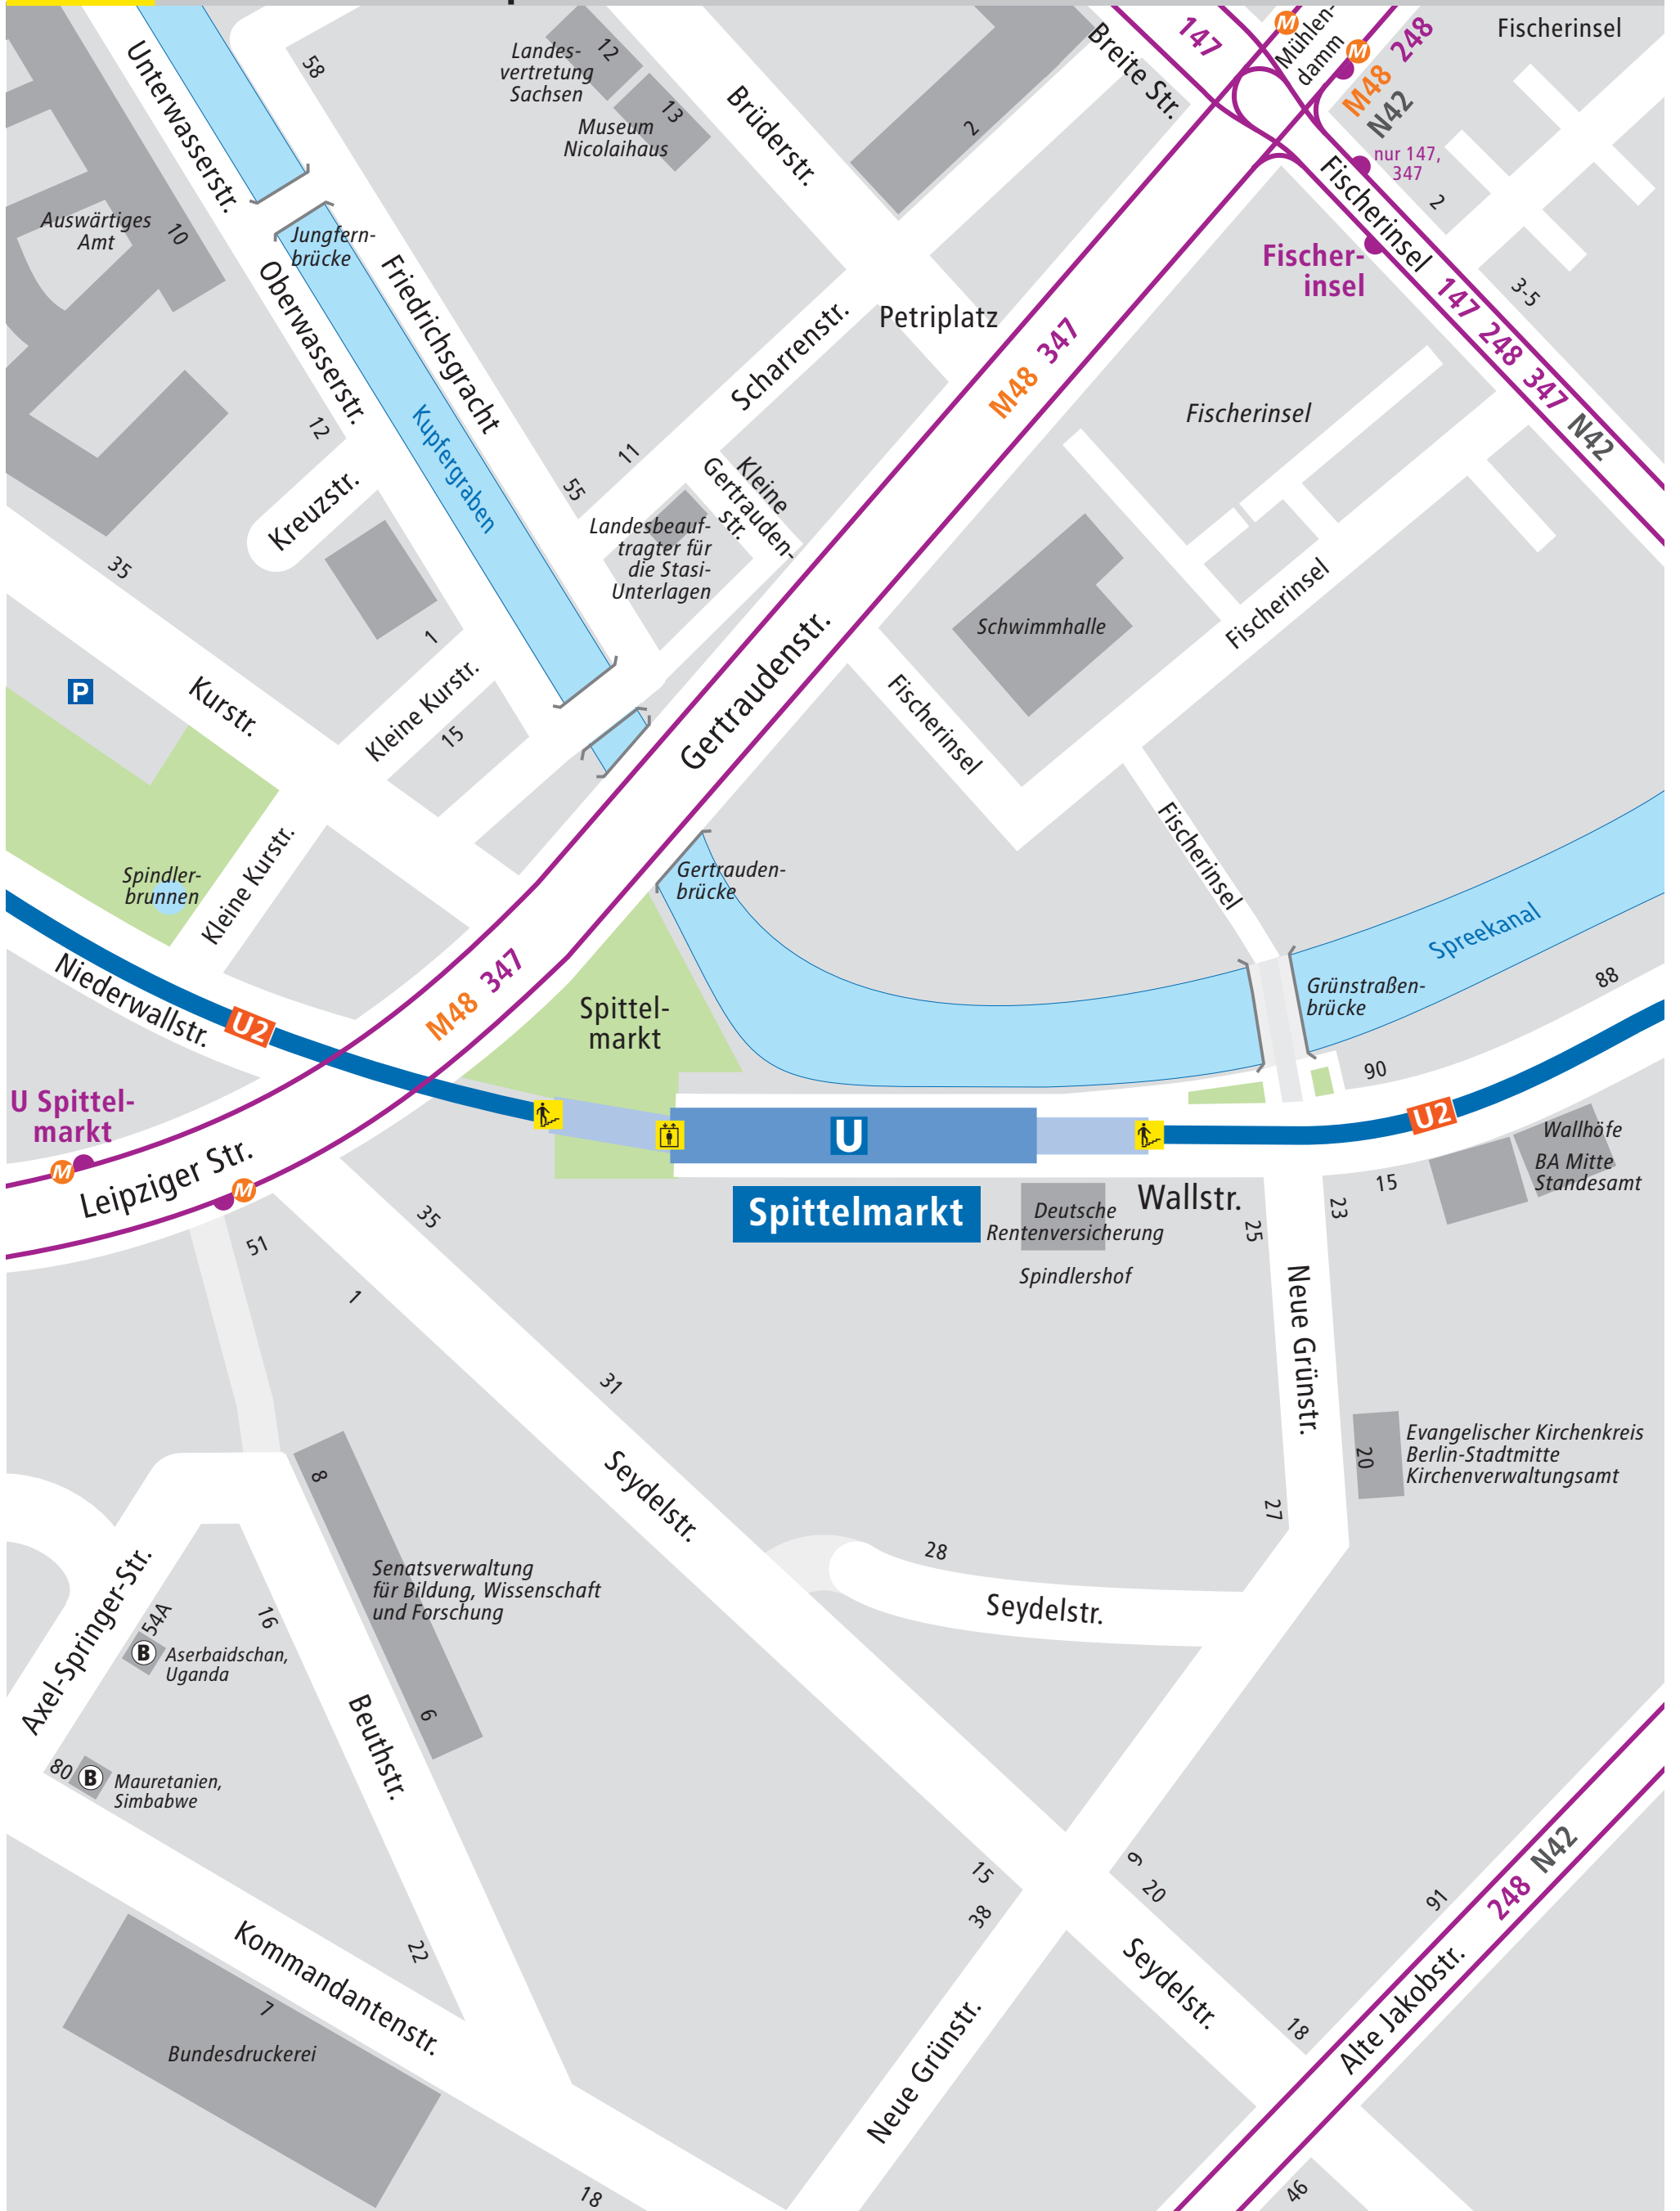 Fischerinsel
Mühlen-
damm
M
M
147
248
M48
N42
Breite Str.
nur 147,
347
2
Unterwasserstr.
58
Landes-
vertretung
Sachsen
12
13
Museum
Nicolaihaus
Brüderstr.
2
Auswärtiges
Amt
10
Jungfern-
brücke
Friedrichsgracht
Oberwasserstr.
Kupfergraben
12
Kreuzstr.
35
Fischerinsel
Fischer-
insel
147 248 347 N42
3-5
Petriplatz
M48 347
Scharrenstr.
11
55
Kleine
Gertrauden-
str.
Landesbeauf-
tragter für
die Stasi-
Unterlagen
Fischerinsel
Schwimmhalle
Fischerinsel
Fischerinsel
Fischerinsel
1
P
Kurstr.
Kleine Kurstr.
15
Gertraudenstr.
Spindler-
brunnen
Kleine Kurstr.
Gertrauden-
brücke
Spreekanal
Niederwallstr.
U2
M48 347
Spittel-
markt
Grünstraßen-
brücke
88
90
U Spittel-
markt
M
M
Leipziger Str.
U
U2
Wallhöfe
BA Mitte
Standesamt
15
Spittelmarkt
Deutsche
Rentenversicherung
Wallstr.
Spindlershof
25
23
51
35
1
31
Neue Grünstr.
Evangelischer Kirchenkreis
Berlin-Stadtmitte
Kirchenverwaltungsamt
20
27
8
Seydelstr.
28
Seydelstr.
Senatsverwaltung
für Bildung, Wissenschaft
und Forschung
Axel-Springer-Str.
54A
16
B
Aserbaidschan,
Uganda
6
Beuthstr.
80
B
Mauretanien,
Simbabwe
15
38
9
20
91
248 N42
22
Kommandantenstr.
7
Bundesdruckerei
Seydelstr.
18
Alte Jakobstr.
Neue Grünstr.
18
46